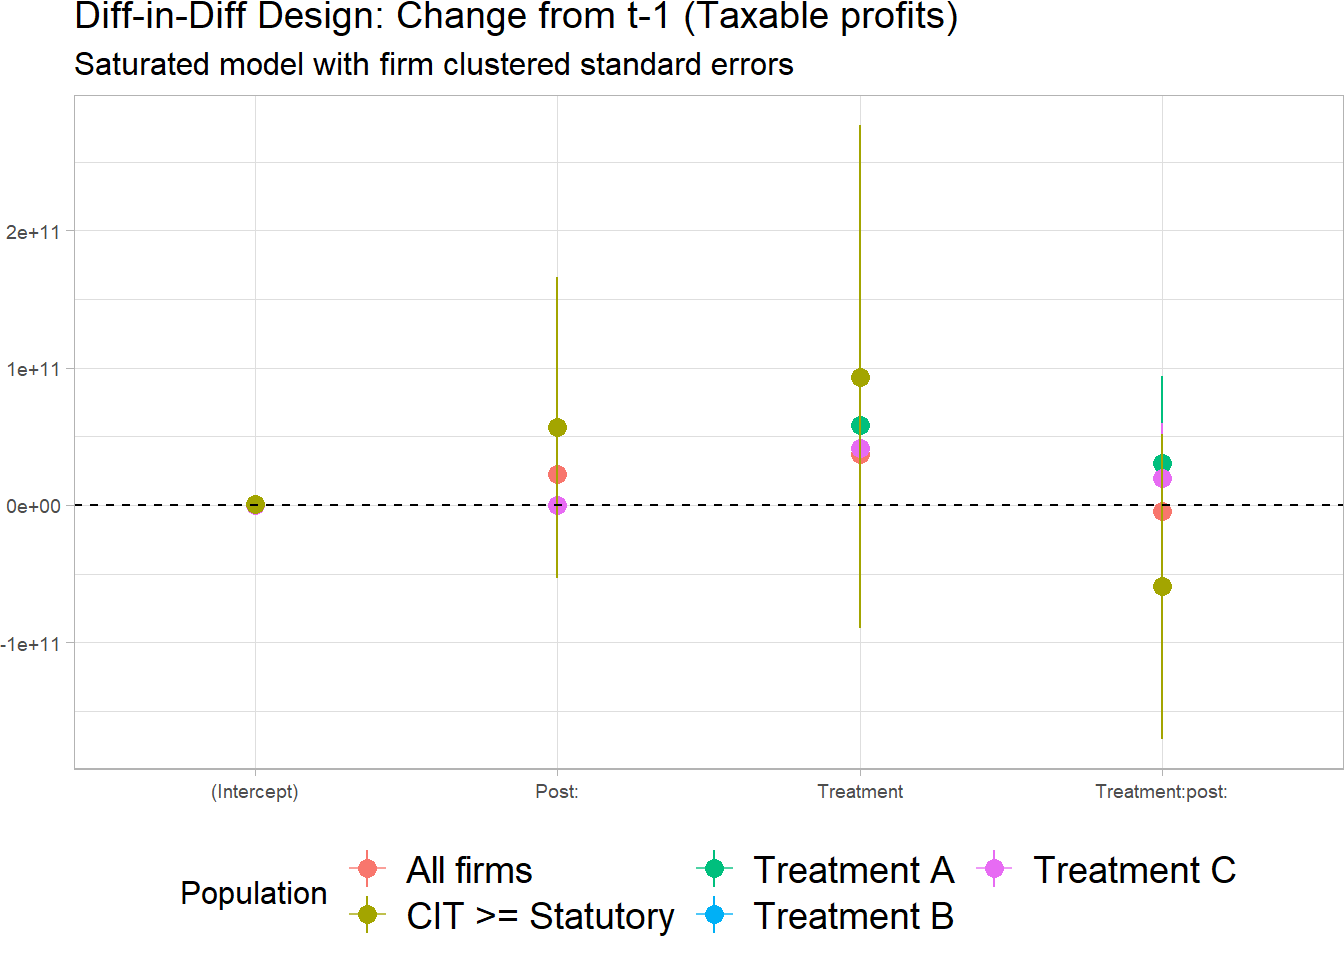 Diff-in-Diff Design: Change from t-1 (Taxable profits)
Saturated model with firm clustered standard errors
2e+11
1e+11
0e+00
-1e+11
(Intercept)
Post:
Treatment
Treatment:post:
Population
All firms
CIT >= Statutory
Treatment A
Treatment B
Treatment C